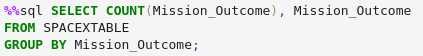 %%sql SELECT COUNT(Mission_Outcome), Mission_Outcome
FROM SPACEXTABLE
GROUP BY Mission_Outcome;